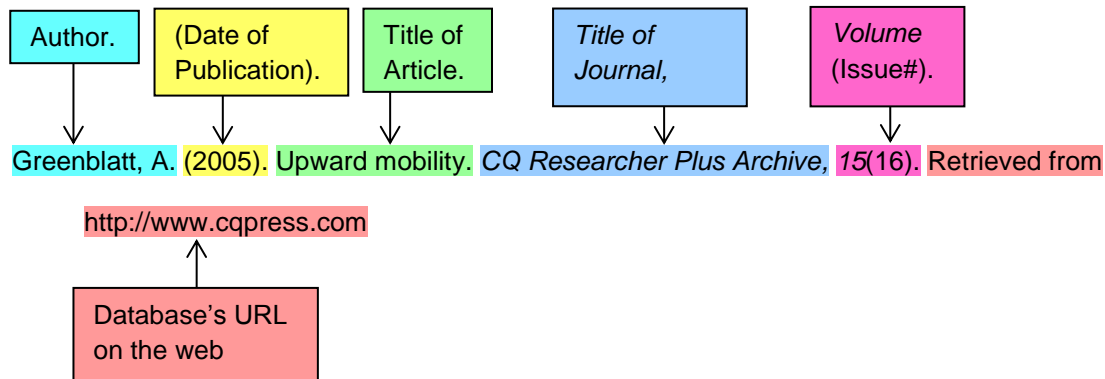 Author.
(Date of
Publication).
Title of
Article.
Title of
Journal,
Volume
(Issue#).
Greenblatt, A. (2005). Upward mobility. CQ Researcher Plus Archive, 15(16). Retrieved from
http://www.cqpress.com
Database’s URL
on the web